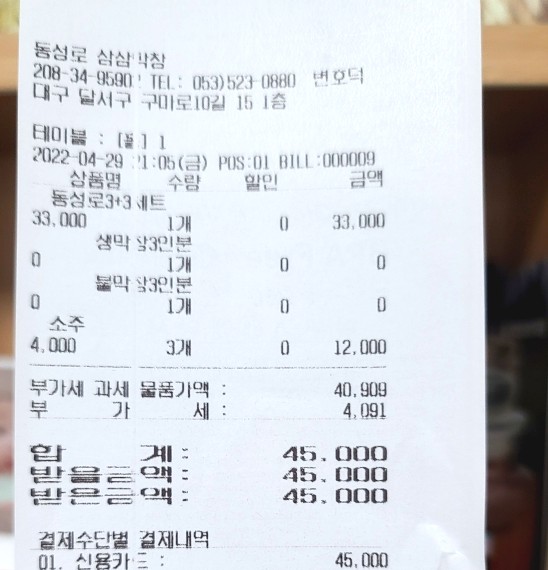 동성로 삼삼막창
208-34-9590 TEL: 053)523-0880 변호덕
대구 달서구 구미로10길 15 1층
테이블 : [홀] 1
2022-04-29 21:05(금) POS:01 BILL:000009
상품명 수량 할인 금액
동성로3+3세트
33,000 1개 0 33,000
생막창3인분
0 1개 0 0
불막창3인분
0 1개 0 0
소주
4,000 3개 0 12,000
부가세 과세 물품가액 : 40,909
부 가 세 : 4,091
합 계 : 45,000
받을금액 : 45,000
받은금액 : 45,000
결제수단별 결제내역
01. 신용카드 : 45,000